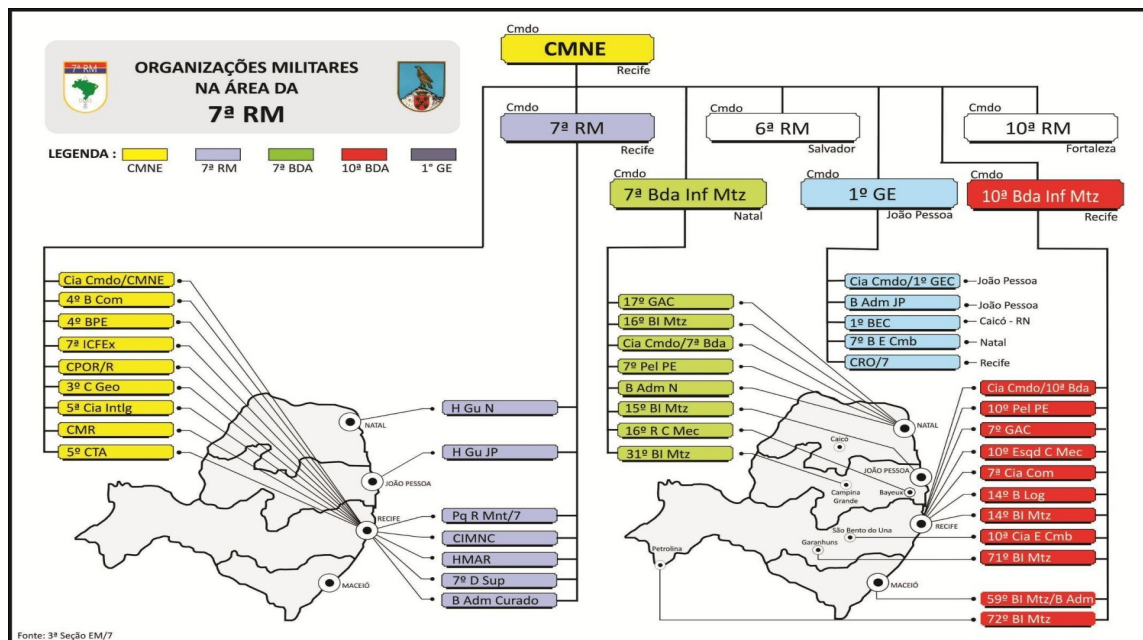 7ª RM
ORGANIZAÇÕES MILITARES
NA ÁREA DA
7ª RM
LEGENDA :
CMNE
7ª RM
7ª BDA
10ª BDA
1° GE
Cmdo
CMNE
Recife
Cmdo
7ª RM
Recife
Cmdo
6ª RM
Salvador
Cmdo
10ª RM
Fortaleza
Cmdo
7ª Bda Inf Mtz
Natal
Cmdo
1º GE
João Pessoa
Cmdo
10ª Bda Inf Mtz
Recife
Cia Cmdo/CMNE
4º B Com
4º BPE
7ª ICFEx
CPOR/R
3º C Geo
5ª Cia Intlg
CMR
5º CTA
NATAL
JOÃO PESSOA
RECIFE
MACEIÓ
H Gu N
H Gu JP
Pq R Mnt/7
CIMNC
HMAR
7º D Sup
B Adm Curado
17º GAC
16º BI Mtz
Cia Cmdo/7ª Bda
7º Pel PE
B Adm N
15º BI Mtz
16º R C Mec
31º BI Mtz
Cia Cmdo/1º GEC
João Pessoa
B Adm JP
João Pessoa
1º BEC
Caicó - RN
7º B E Cmb
Natal
CRO/7
Recife
Caicó
NATAL
JOÃO PESSOA
Campina
Grande
Bayeux
RECIFE
São Bento do Una
Garanhuns
Petrolina
MACEIÓ
Cia Cmdo/10ª Bda
10º Pel PE
7º GAC
10º Esqd C Mec
7ª Cia Com
14º B Log
14º BI Mtz
10ª Cia E Cmb
71º BI Mtz
59º BI Mtz/B Adm
72º BI Mtz
Fonte: 3ª Seção EM/7